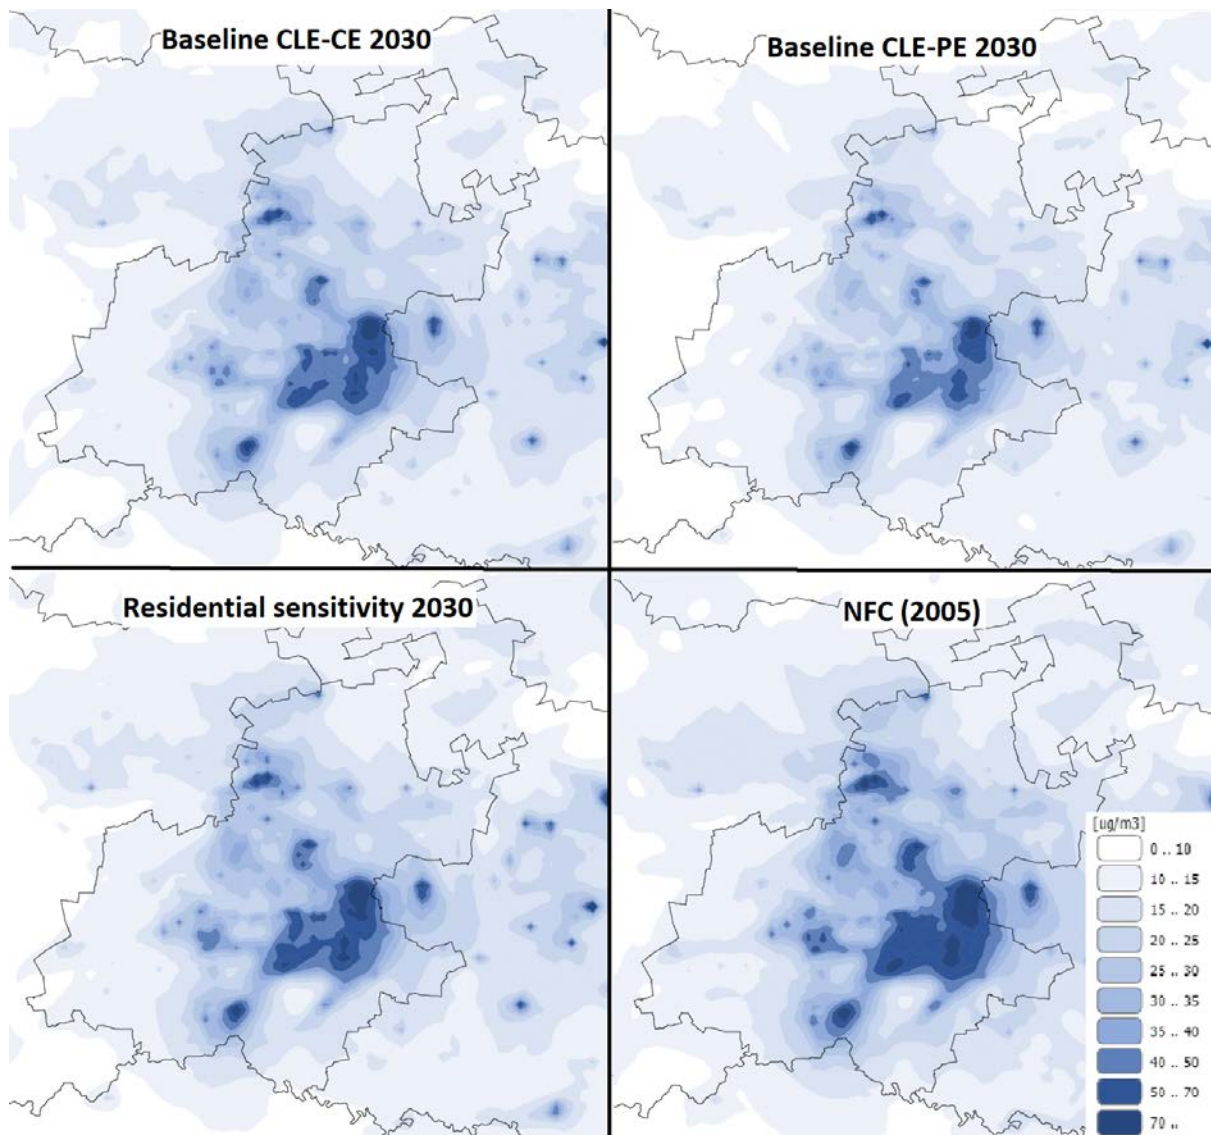 Baseline CLE-CE 2030
Baseline CLE-PE 2030
Residential sensitivity 2030
NFC (2005)
[ug/m3]
0 .. 10
10 .. 15
15 .. 20
20 .. 25
25 .. 30
30 .. 35
35 .. 40
40 .. 50
50 .. 70
70 ..